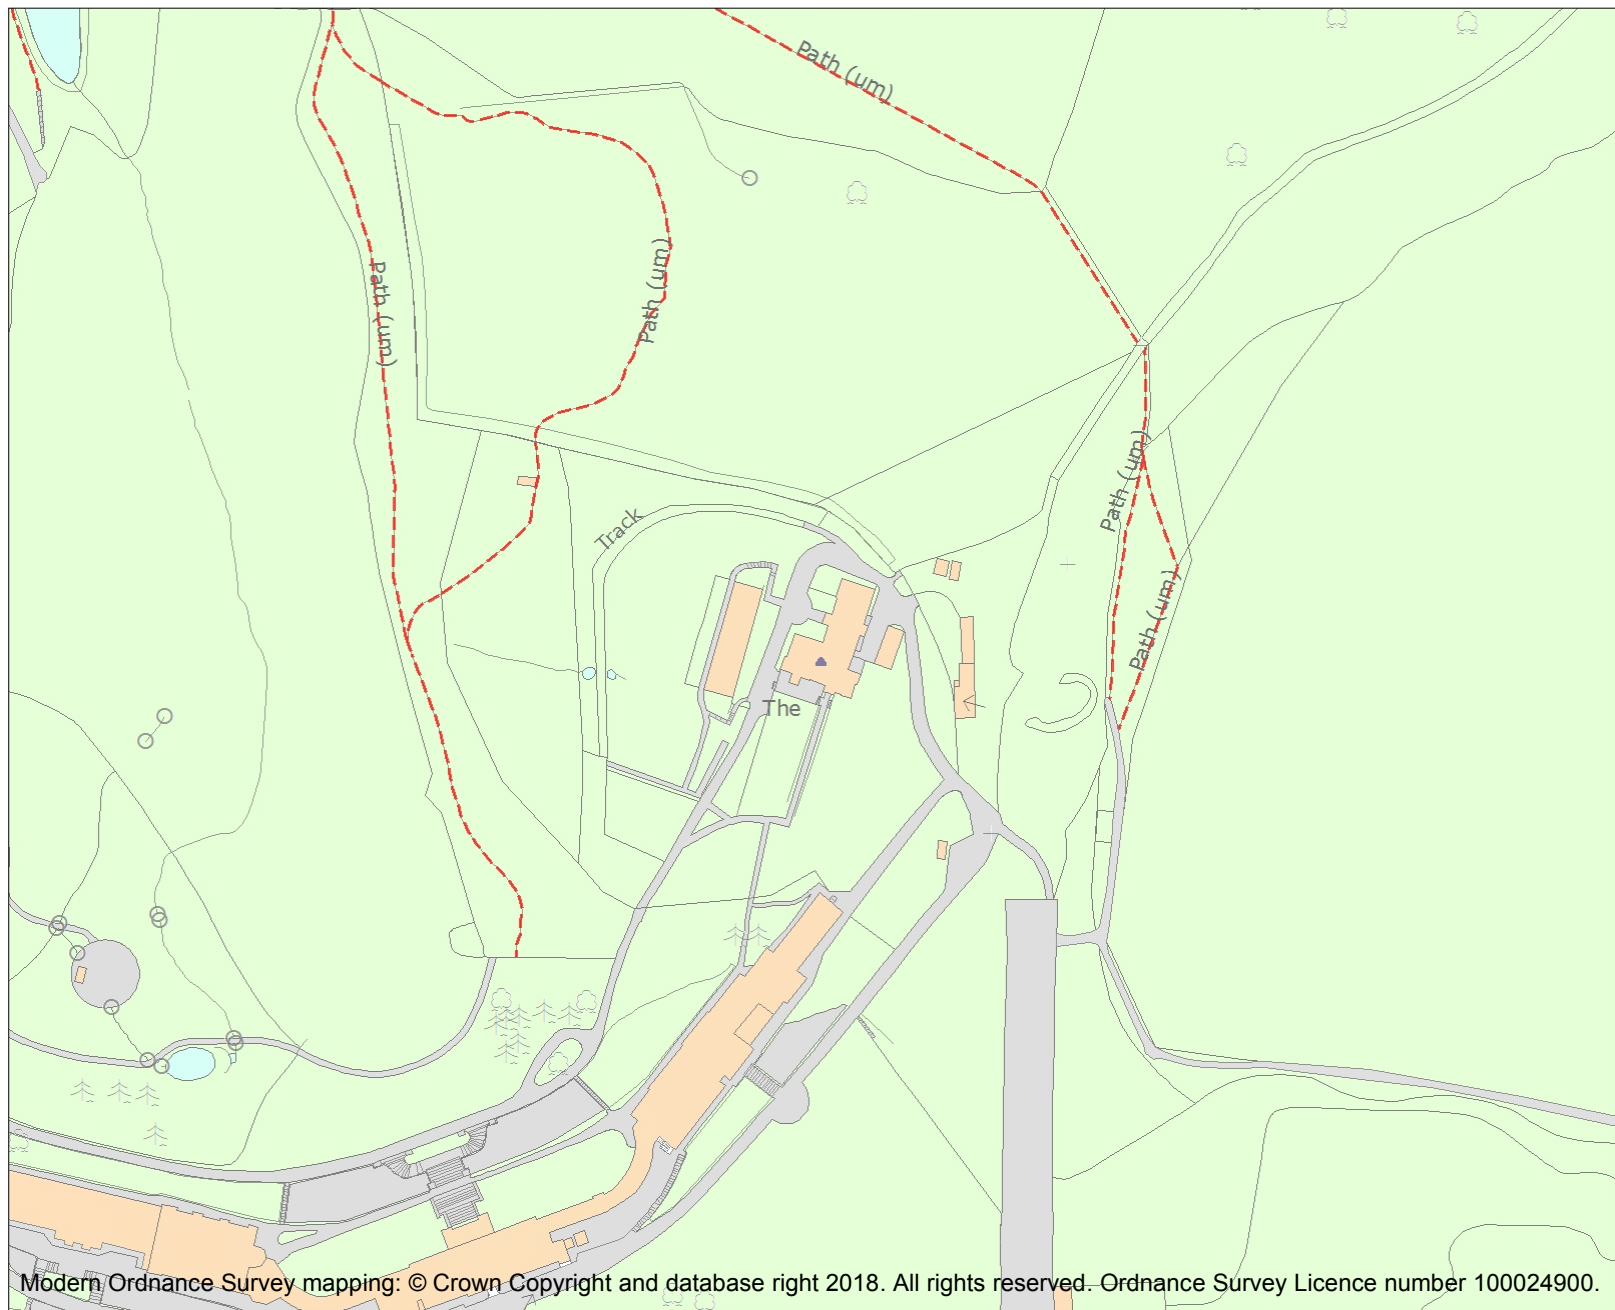 Path (um)
Path (um)
Path (um)
Path (um)
Track
Path (um)
The
Modern Ordnance Survey mapping: © Crown Copyright and database right 2018. All rights reserved. Ordnance Survey Licence number 100024900.